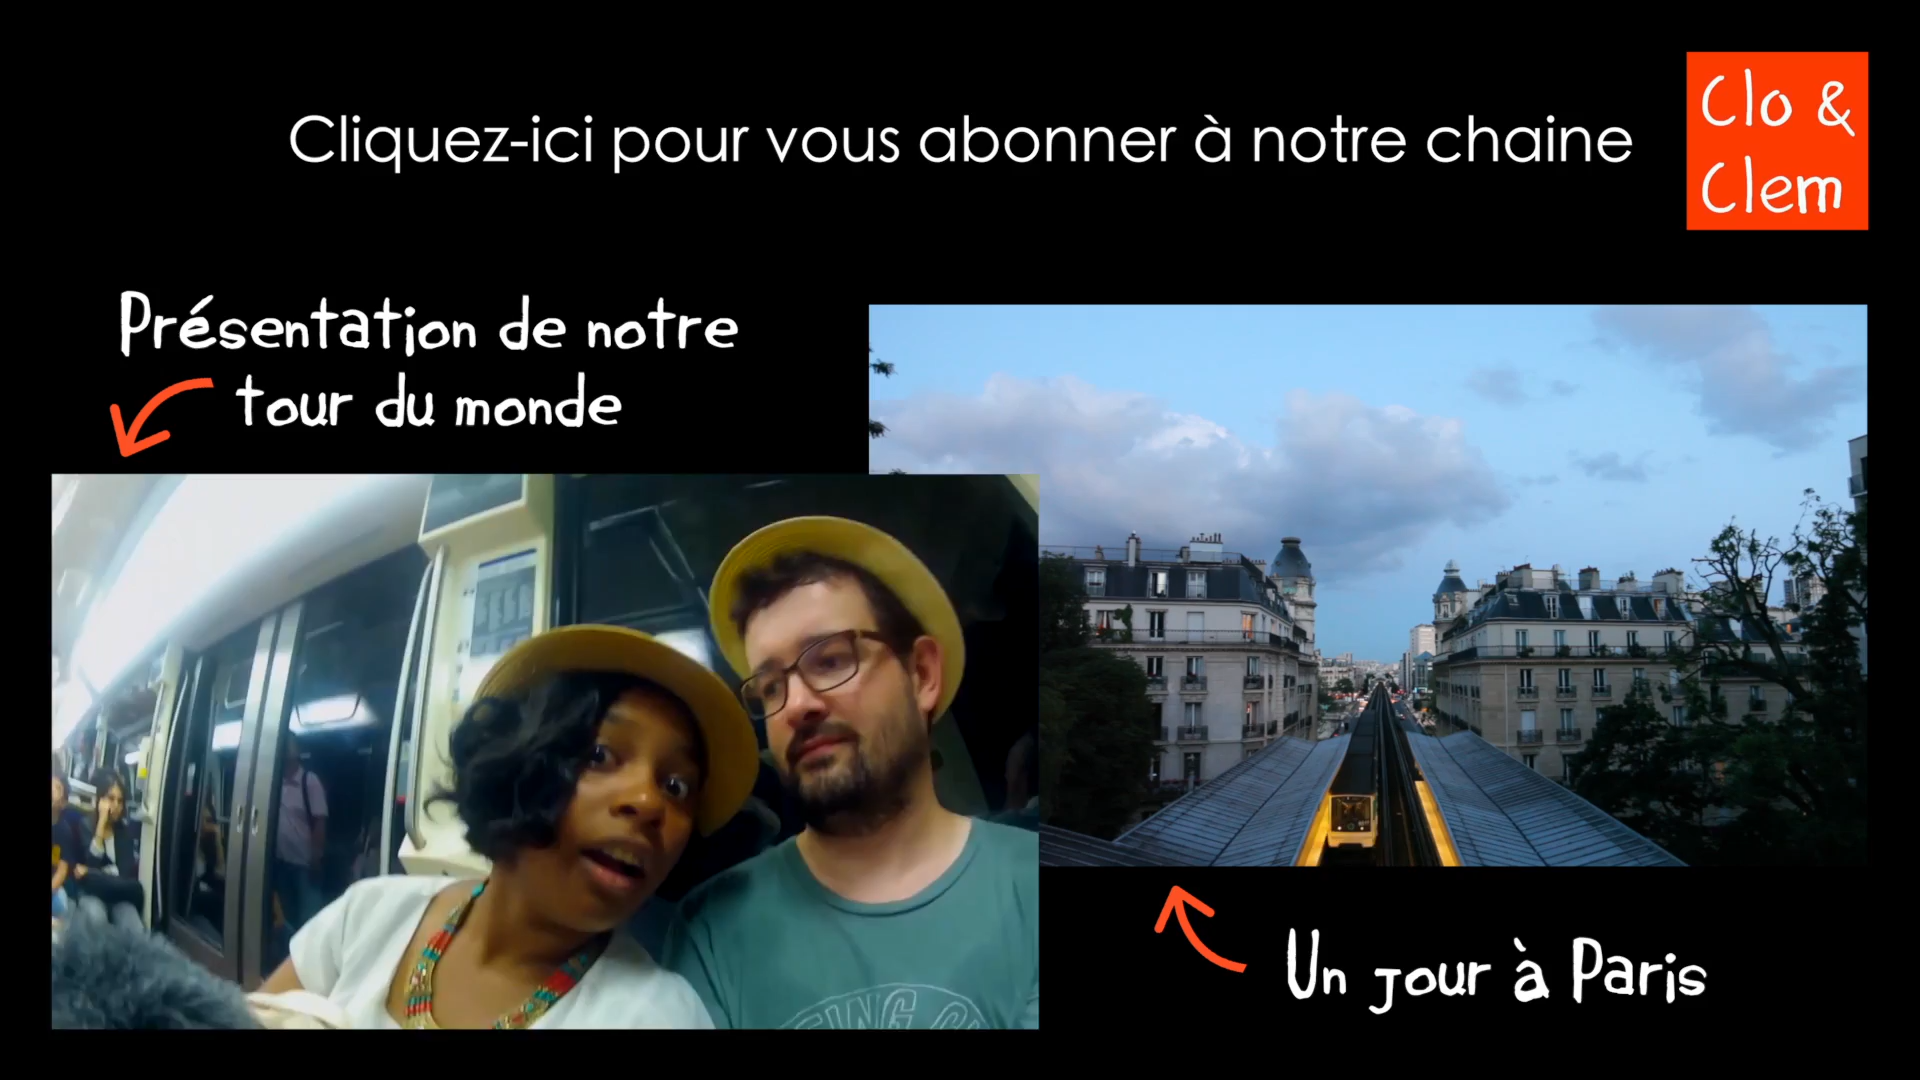 Cliquez-ici pour vous abonner à notre chaine
Clo &
Clem
Présentation de notre
tour du monde
Un jour à Paris